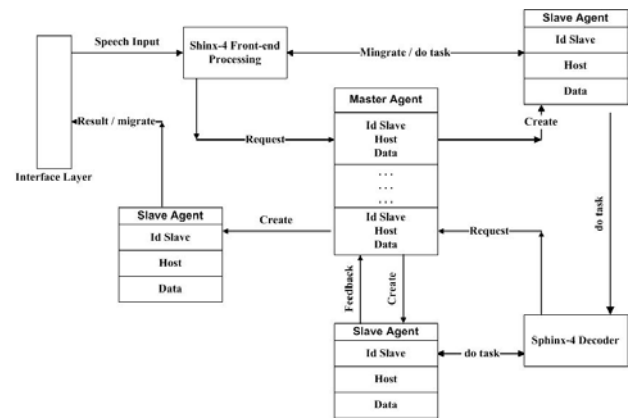 Slave Agent
Id Slave
Host
Data
Speech Input
Shinx-4 Front-end
Processing
Mingrate / do task
Master Agent
Id Slave
Host
Data
. . .
. . .
...
Id Slave
Host
Data
Create
Result / migrate
Request
Interface Layer
Slave Agent
Id Slave
Host
Data
Create
Request
do task
Feedback
Create
Slave Agent
Id Slave
Host
Data
do task
Sphinx-4 Decoder